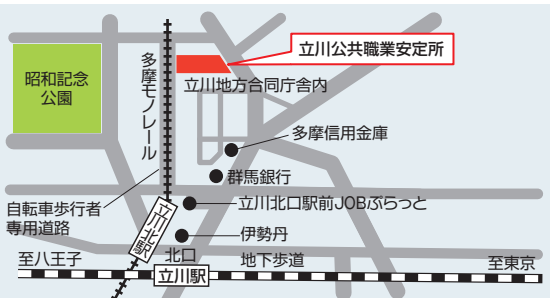 立川公共職業安定所
昭和記念
公園
多摩モノレール
立川地方合同庁舎内
多摩信用金庫
群馬銀行
立川北口駅前JOBぷらっと
自転車歩行者
専用道路
立川北駅
伊勢丹
北口
地下歩道
至八王子
立川駅
至東京